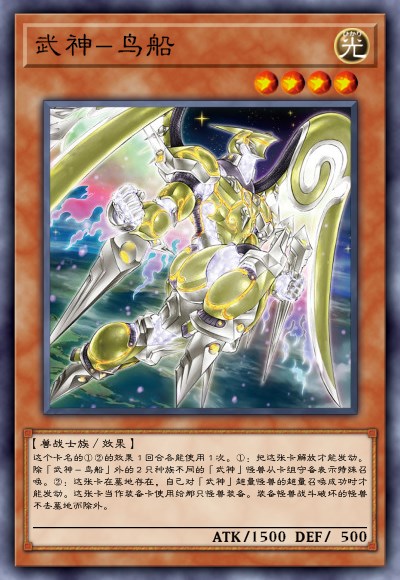 武神－鸟船
光
【兽战士族／效果】
这个卡名的①②的效果1回合各能使用1次。①：把这张卡解放才能发动。
除「武神－鸟船」外的2只种族不同的「武神」怪兽从卡组守备表示特殊召
唤。②：这张卡在墓地存在，自己对「武神」超量怪兽的超量召唤成功时才
能发动。这张卡当作装备卡使用给那只怪兽装备。装备怪兽战斗破坏的怪兽
不去墓地而除外。
ATK/1500 DEF/ 500